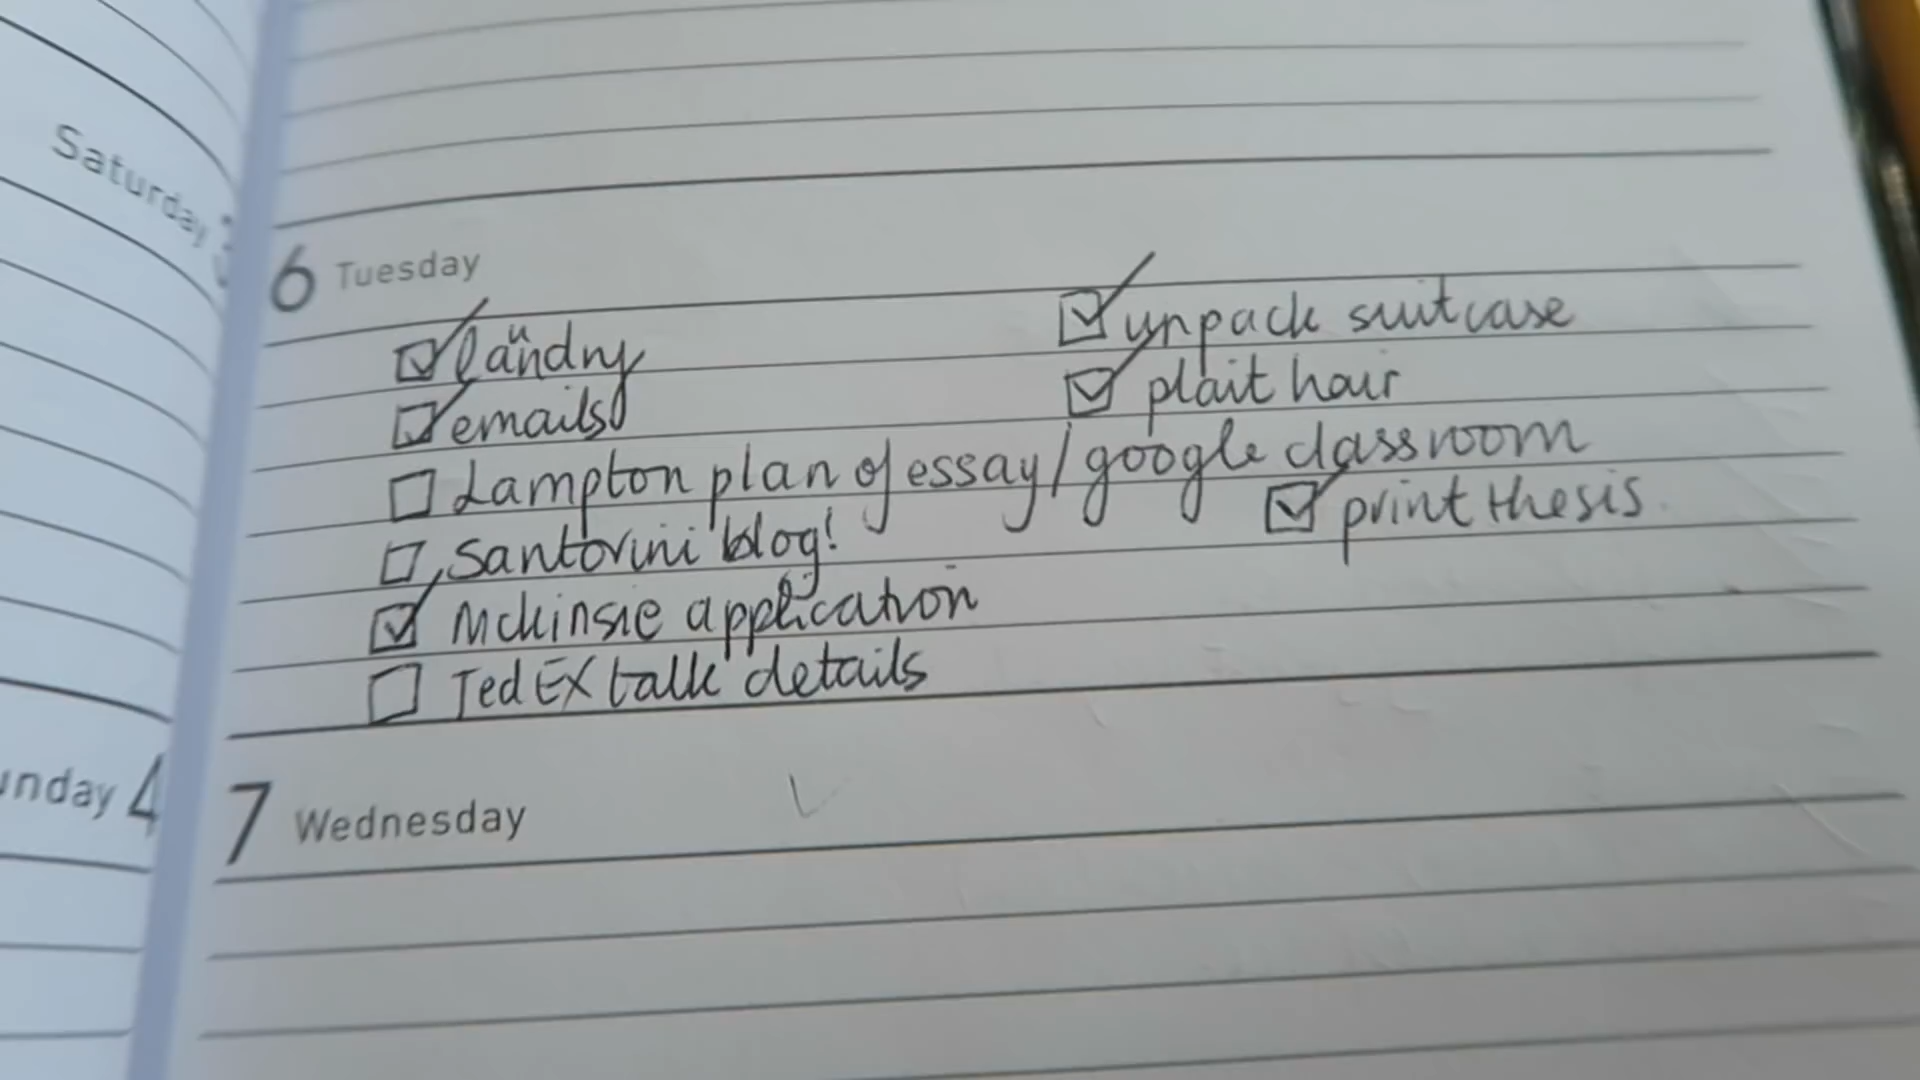 Saturday 3
6 Tuesday
laundry
unpack suitcase
emails
plait hair
Lampton plan of essay / google classroom
print thesis
Santorini blog!
Mckinsie application
TedEX talk details
unday 4
7 Wednesday